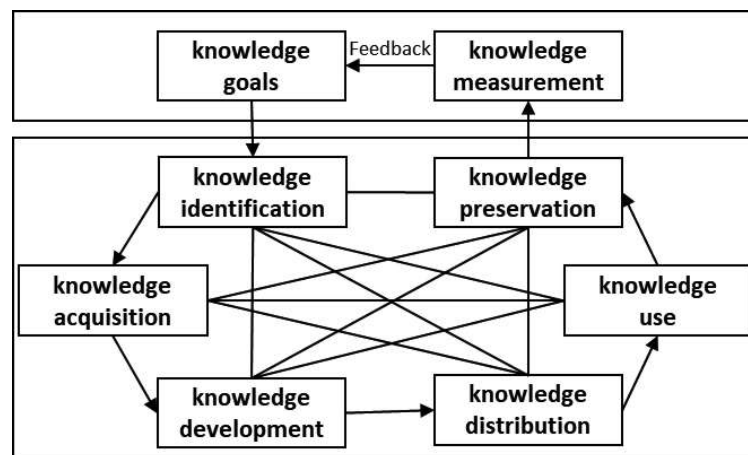 knowledge
goals
Feedback
knowledge
measurement
knowledge
identification
knowledge
preservation
knowledge
acquisition
knowledge
use
knowledge
development
knowledge
distribution